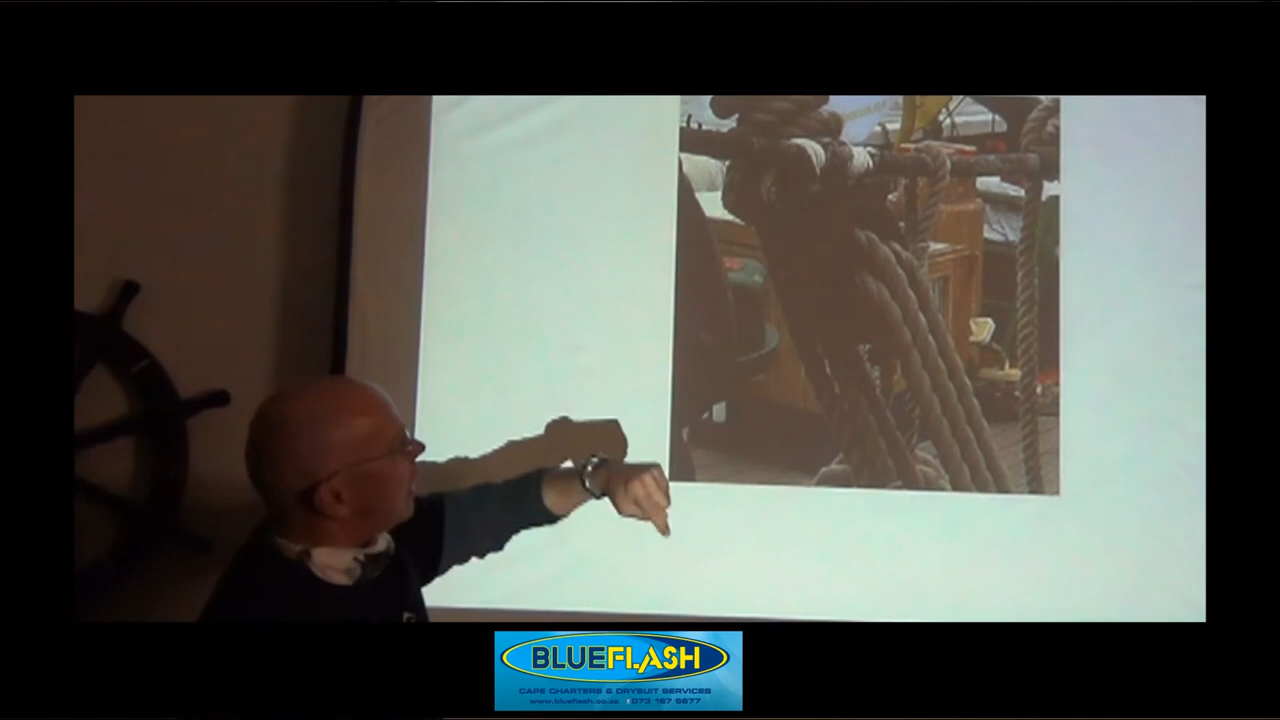 BLUEFLASH
CAPE CHARTERS & DRYSUIT SERVICES
www.blueflash.co.za 073 167 5677